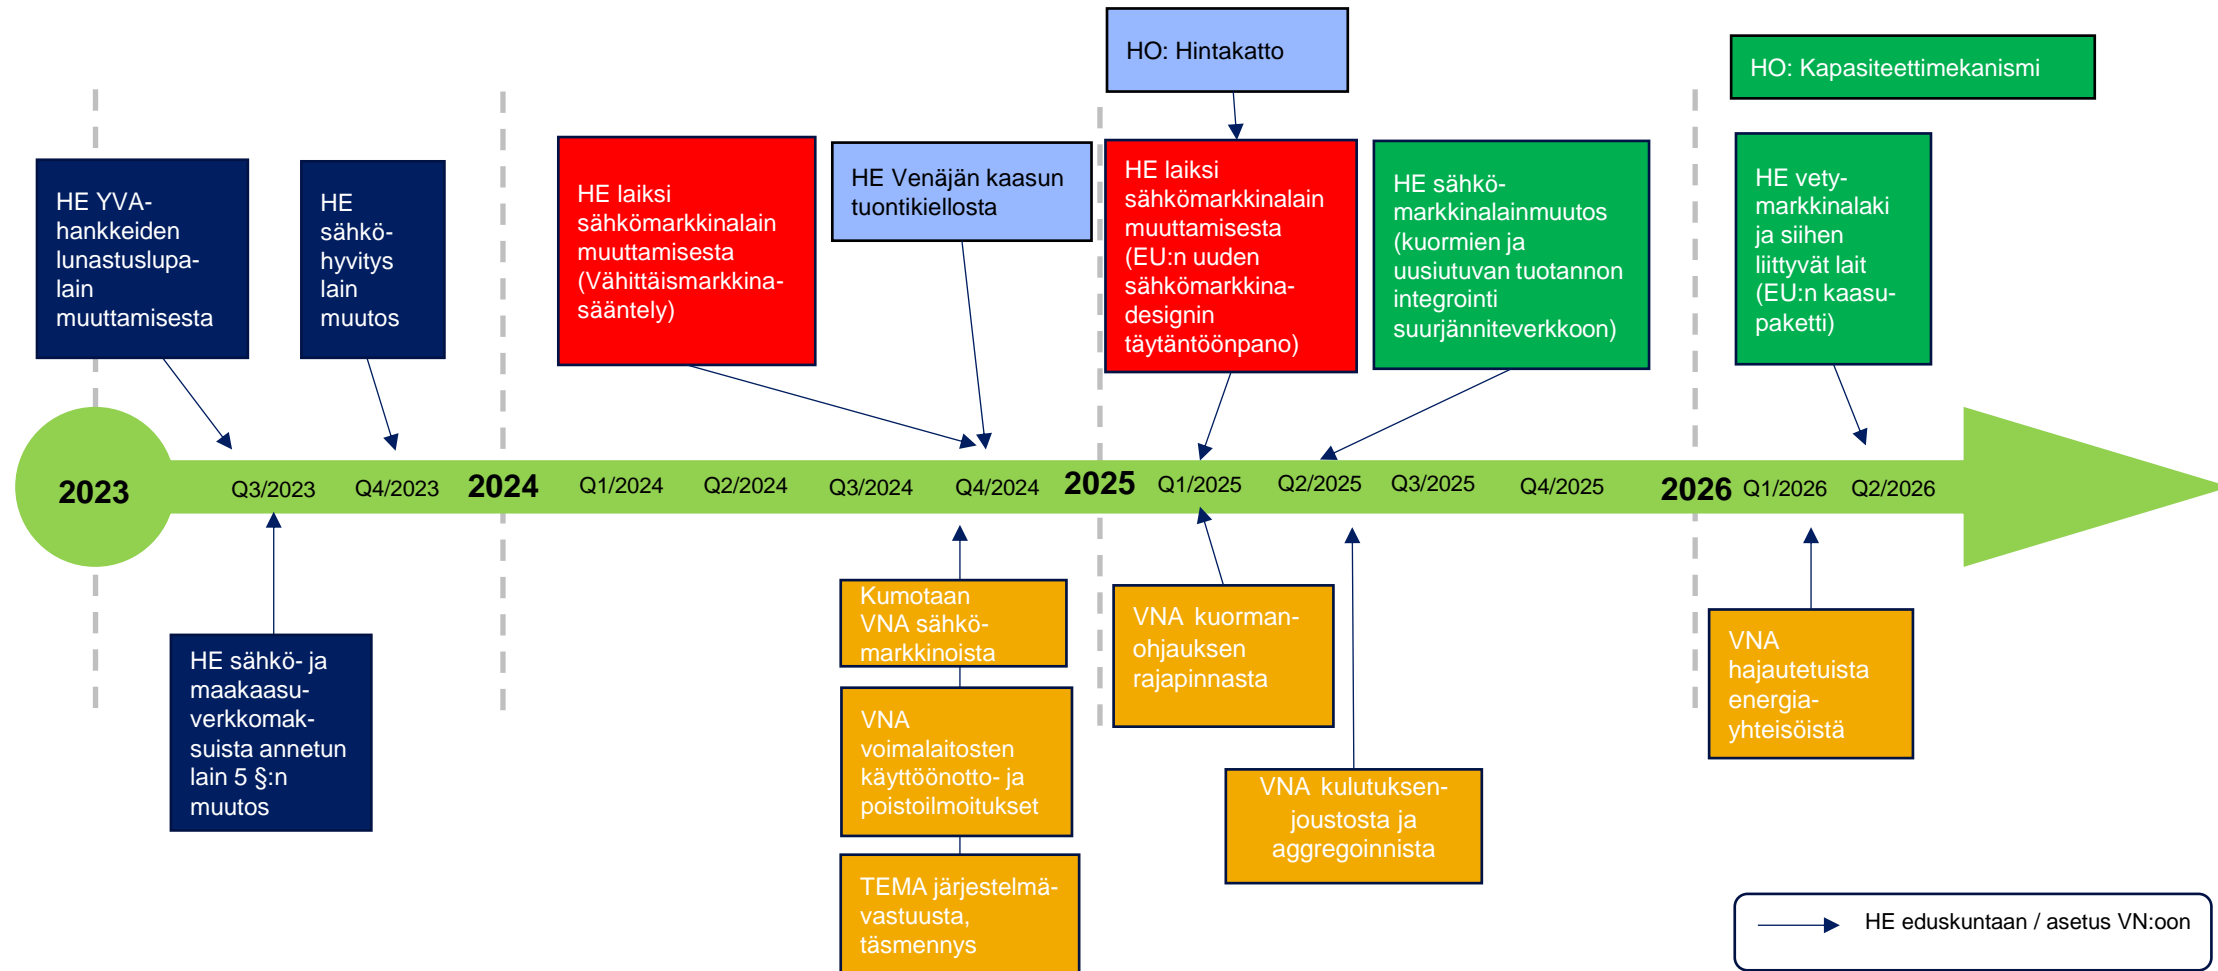 HO: Hintakatto
HO: Kapasiteettimekanismi
HE YVA-
hankkeiden
lunastuslupa-
lain
muuttamisesta
HE
sähkö-
hyvitys
lain
muutos
HE laiksi
sähkömarkkinalain
muuttamisesta
(Vähittäismarkkina-
sääntely)
HE Venäjän kaasun
tuontikiellosta
HE laiksi
sähkömarkkinalain
muuttamisesta
(EU:n uuden
sähkömarkkina-
designin
täytäntöönpano)
HE sähkö-
markkinalainmuutos
(kuormien ja
uusiutuvan tuotannon
integrointi
suurjänniteverkkoon)
HE vety-
markkinalaki
ja siihen
liittyvät lait
(EU:n kaasu-
paketti)
2023
Q3/2023
Q4/2023
2024
Q1/2024
Q2/2024
Q3/2024
Q4/2024
2025
Q1/2025
Q2/2025
Q3/2025
Q4/2025
2026
Q1/2026
Q2/2026
HE sähkö- ja
maakaasu-
verkkomak-
suista annetun
lain 5 §:n
muutos
Kumotaan
VNA sähkö-
markkinoista
VNA
voimalaitosten
käyttöönotto- ja
poistoilmoitukset
TEMA järjestelmä-
vastuusta,
täsmennys
VNA kuorman-
ohjauksen
rajapinnasta
VNA kulutuksen-
joustosta ja
aggregoinnista
VNA
hajautetuista
energia-
yhteisöistä
HE eduskuntaan / asetus VN:oon